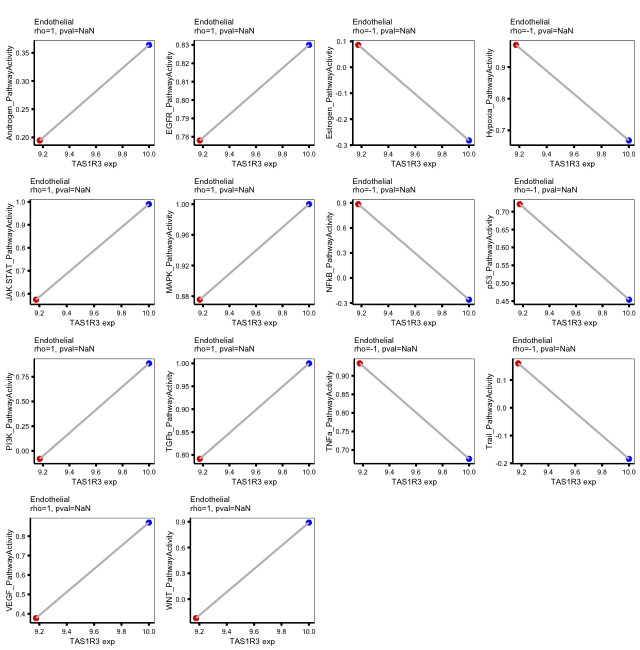 Endothelial
rho=1, pval=NaN
Androgen_PathwayActivity
0.35
0.30
0.25
0.20
9.2 9.4 9.6 9.8 10.0
TAS1R3 exp
Endothelial
rho=1, pval=NaN
EGFR_PathwayActivity
0.83
0.82
0.81
0.80
0.79
0.78
9.2 9.4 9.6 9.8 10.0
TAS1R3 exp
Endothelial
rho=-1, pval=NaN
Estrogen_PathwayActivity
0.1
0.0
-0.1
-0.2
-0.3
9.2 9.4 9.6 9.8 10.0
TAS1R3 exp
Endothelial
rho=-1, pval=NaN
Hypoxia_PathwayActivity
0.9
0.8
0.7
9.2 9.4 9.6 9.8 10.0
TAS1R3 exp
Endothelial
rho=1, pval=NaN
JAK.STAT_PathwayActivity
1.0
0.9
0.8
0.7
0.6
9.2 9.4 9.6 9.8 10.0
TAS1R3 exp
Endothelial
rho=1, pval=NaN
MAPK_PathwayActivity
1.00
0.96
0.92
0.88
9.2 9.4 9.6 9.8 10.0
TAS1R3 exp
Endothelial
rho=-1, pval=NaN
NFkB_PathwayActivity
0.9
0.6
0.3
0.0
-0.3
9.2 9.4 9.6 9.8 10.0
TAS1R3 exp
Endothelial
rho=-1, pval=NaN
p53_PathwayActivity
0.70
0.65
0.60
0.55
0.50
0.45
9.2 9.4 9.6 9.8 10.0
TAS1R3 exp
Endothelial
rho=1, pval=NaN
PI3K_PathwayActivity
0.75
0.50
0.25
0.00
9.2 9.4 9.6 9.8 10.0
TAS1R3 exp
Endothelial
rho=1, pval=NaN
TGFb_PathwayActivity
1.00
0.95
0.90
0.85
0.80
9.2 9.4 9.6 9.8 10.0
TAS1R3 exp
Endothelial
rho=-1, pval=NaN
TNFa_PathwayActivity
0.90
0.85
0.80
0.75
0.70
9.2 9.4 9.6 9.8 10.0
TAS1R3 exp
Endothelial
rho=-1, pval=NaN
Trail_PathwayActivity
0.1
0.0
-0.1
-0.2
9.2 9.4 9.6 9.8 10.0
TAS1R3 exp
Endothelial
rho=1, pval=NaN
VEGF_PathwayActivity
0.8
0.7
0.6
0.5
0.4
9.2 9.4 9.6 9.8 10.0
TAS1R3 exp
Endothelial
rho=1, pval=NaN
WNT_PathwayActivity
0.9
0.6
0.3
0.0
9.2 9.4 9.6 9.8 10.0
TAS1R3 exp